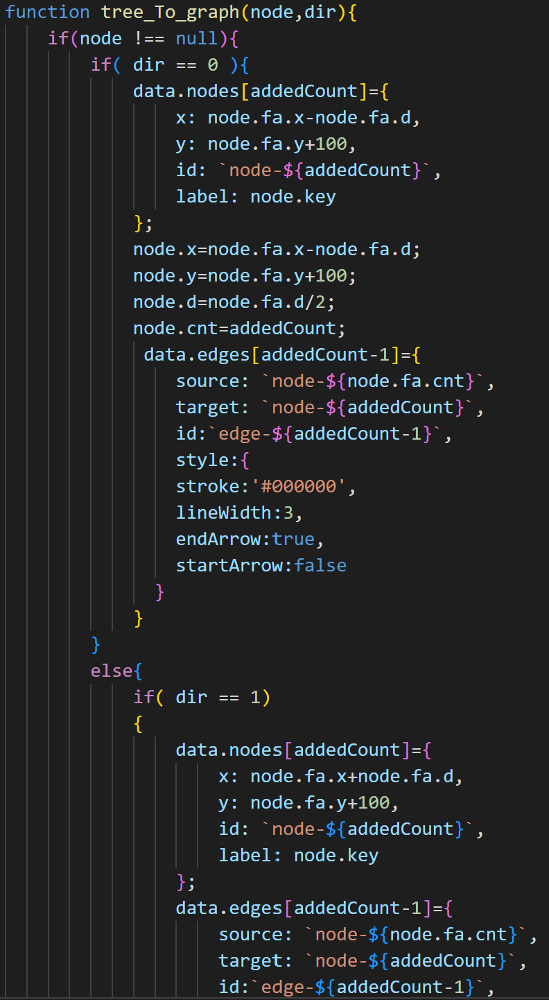 function tree_To_graph(node,dir){
    if(node !== null){
        if( dir == 0 ){
            data.nodes[addedCount]={
                x: node.fa.x-node.fa.d,
                y: node.fa.y+100,
                id: `node-${addedCount}`,
                label: node.key
            };
            node.x=node.fa.x-node.fa.d;
            node.y=node.fa.y+100;
            node.d=node.fa.d/2;
            node.cnt=addedCount;
             data.edges[addedCount-1]={
                source: `node-${node.fa.cnt}`,
                target: `node-${addedCount}`,
                id:`edge-${addedCount-1}`,
                style:{
                stroke:'#000000',
                lineWidth:3,
                endArrow:true,
                startArrow:false
              }
            }
        }
        else{
            if( dir == 1)
            {
                data.nodes[addedCount]={
                    x: node.fa.x+node.fa.d,
                    y: node.fa.y+100,
                    id: `node-${addedCount}`,
                    label: node.key
                };
                data.edges[addedCount-1]={
                    source: `node-${node.fa.cnt}`,
                    target: `node-${addedCount}`,
                    id:`edge-${addedCount-1}`,